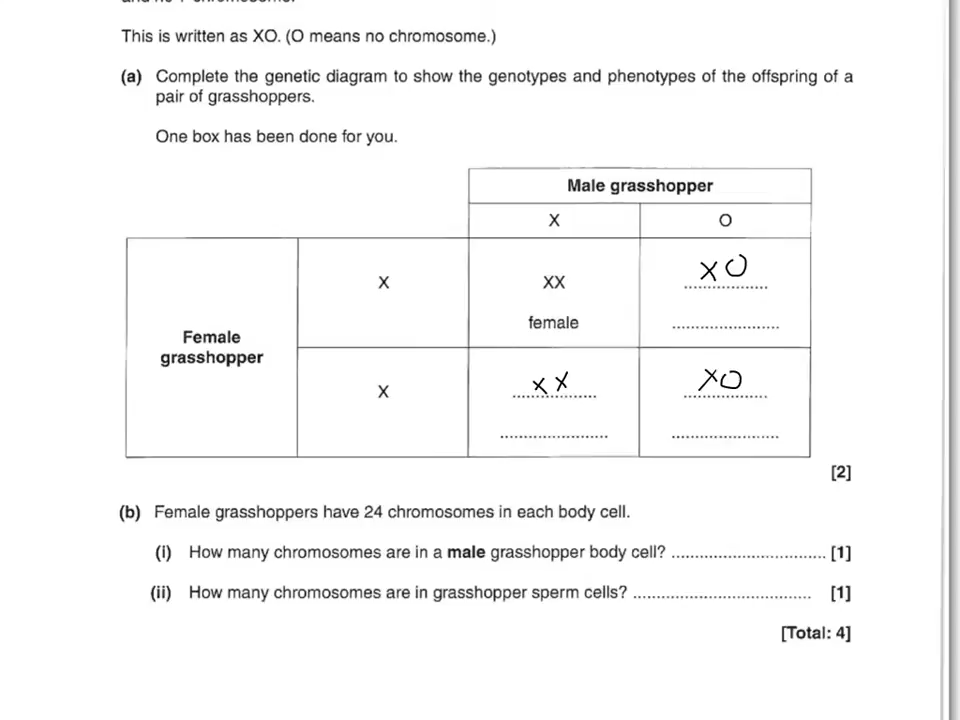 This is written as XO. (O means no chromosome.)
(a) Complete the genetic diagram to show the genotypes and phenotypes of the offspring of a
pair of grasshoppers.
One box has been done for you.
Male grasshopper
X O
X XX XO
female ........................
Female
grasshopper
X XX XO
........................ ........................
[2]
(b) Female grasshoppers have 24 chromosomes in each body cell.
(i) How many chromosomes are in a male grasshopper body cell? ................................. [1]
(ii) How many chromosomes are in grasshopper sperm cells? ...................................... [1]
[Total: 4]